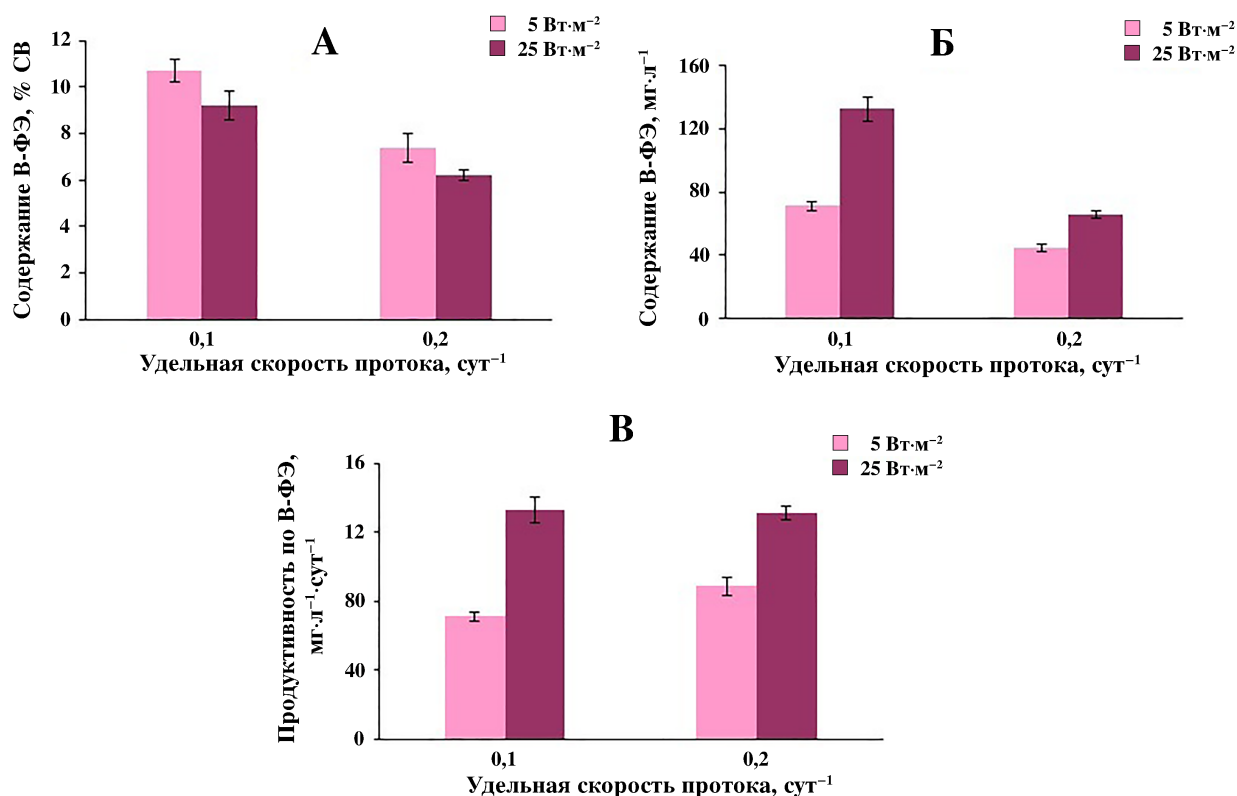 А
5 Вт·м⁻²
25 Вт·м⁻²
Содержание В-ФЭ, % СВ
12
10
8
6
4
2
0
0,1
0,2
Удельная скорость протока, сут⁻¹
Б
5 Вт·м⁻²
25 Вт·м⁻²
Содержание В-ФЭ, мг·л⁻¹
160
120
80
40
0
0,1
0,2
Удельная скорость протока, сут⁻¹
В
5 Вт·м⁻²
25 Вт·м⁻²
Продуктивность по В-ФЭ,
мг·л⁻¹·сут⁻¹
16
12
80
40
0
0,1
0,2
Удельная скорость протока, сут⁻¹